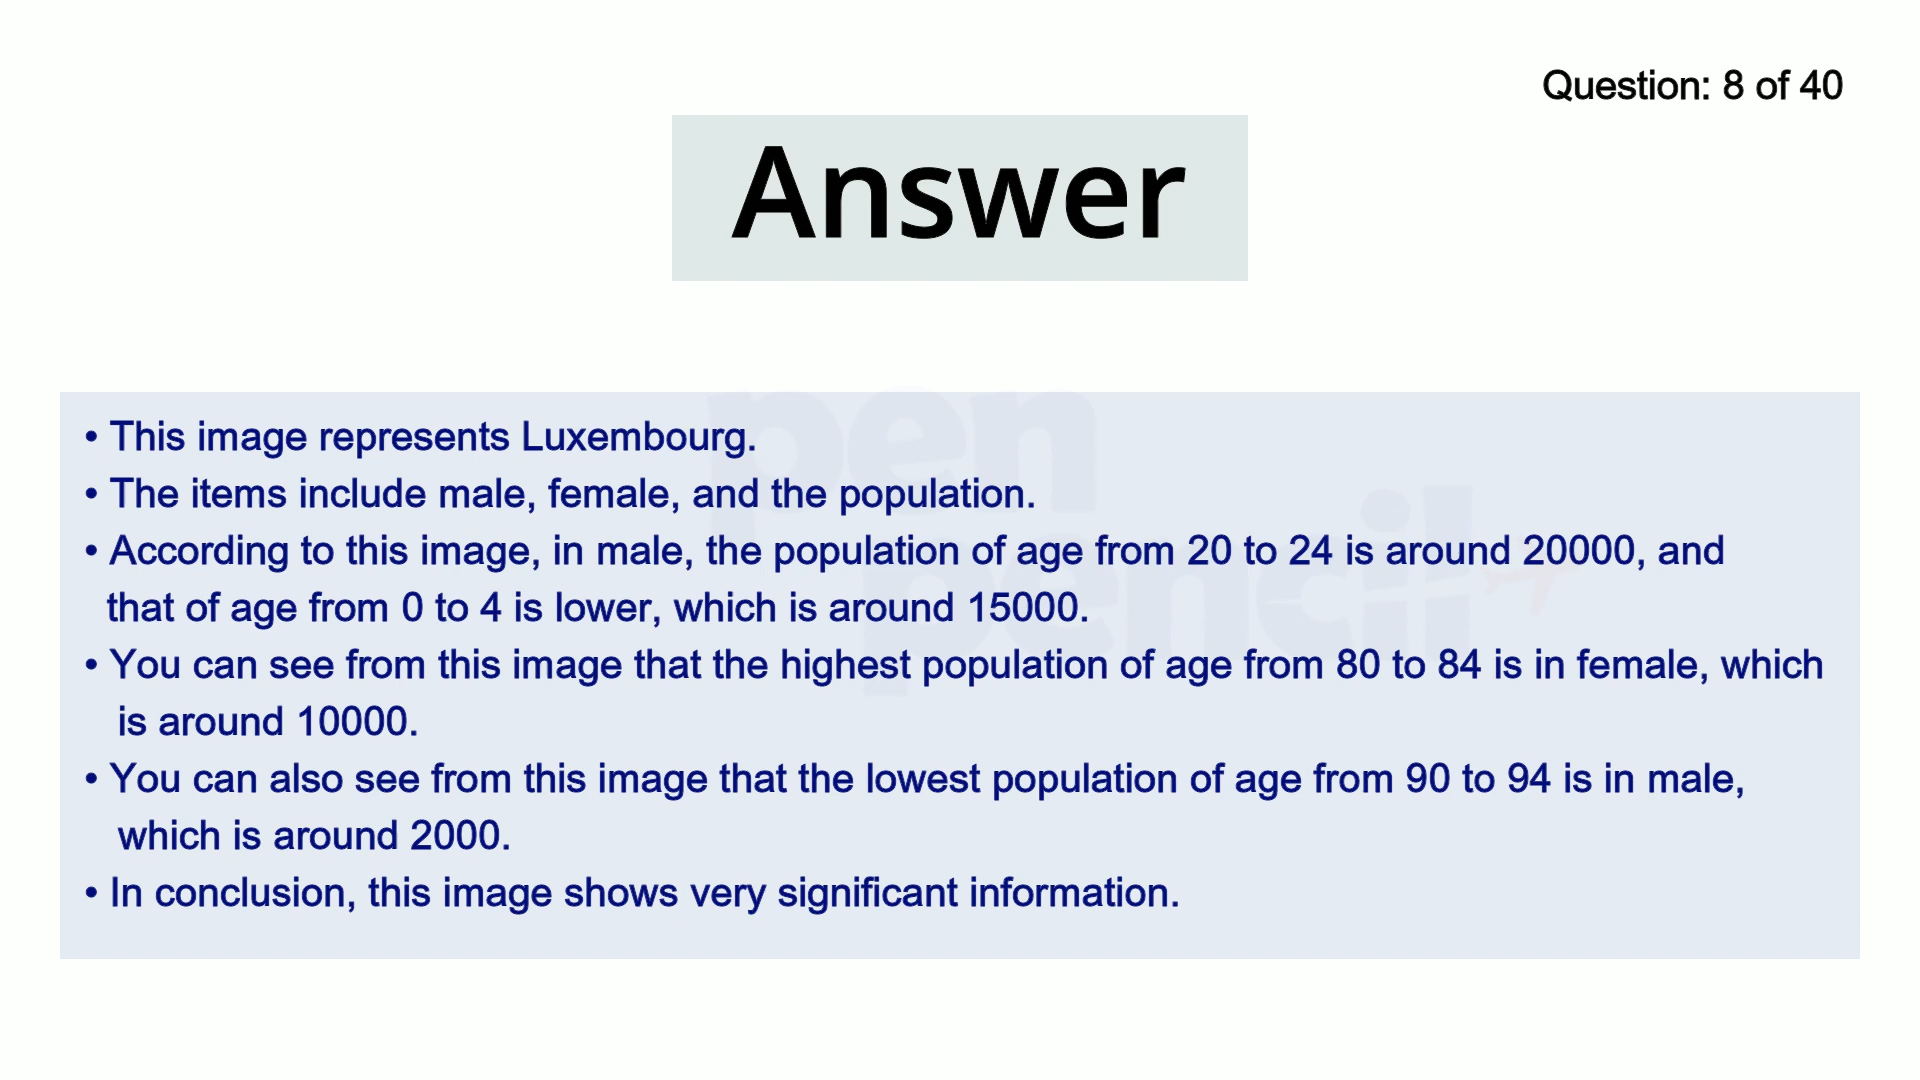 Question: 8 of 40
Answer
• This image represents Luxembourg.
• The items include male, female, and the population.
• According to this image, in male, the population of age from 20 to 24 is around 20000, and
that of age from 0 to 4 is lower, which is around 15000.
• You can see from this image that the highest population of age from 80 to 84 is in female, which
is around 10000.
• You can also see from this image that the lowest population of age from 90 to 94 is in male,
which is around 2000.
• In conclusion, this image shows very significant information.
pen
pencil